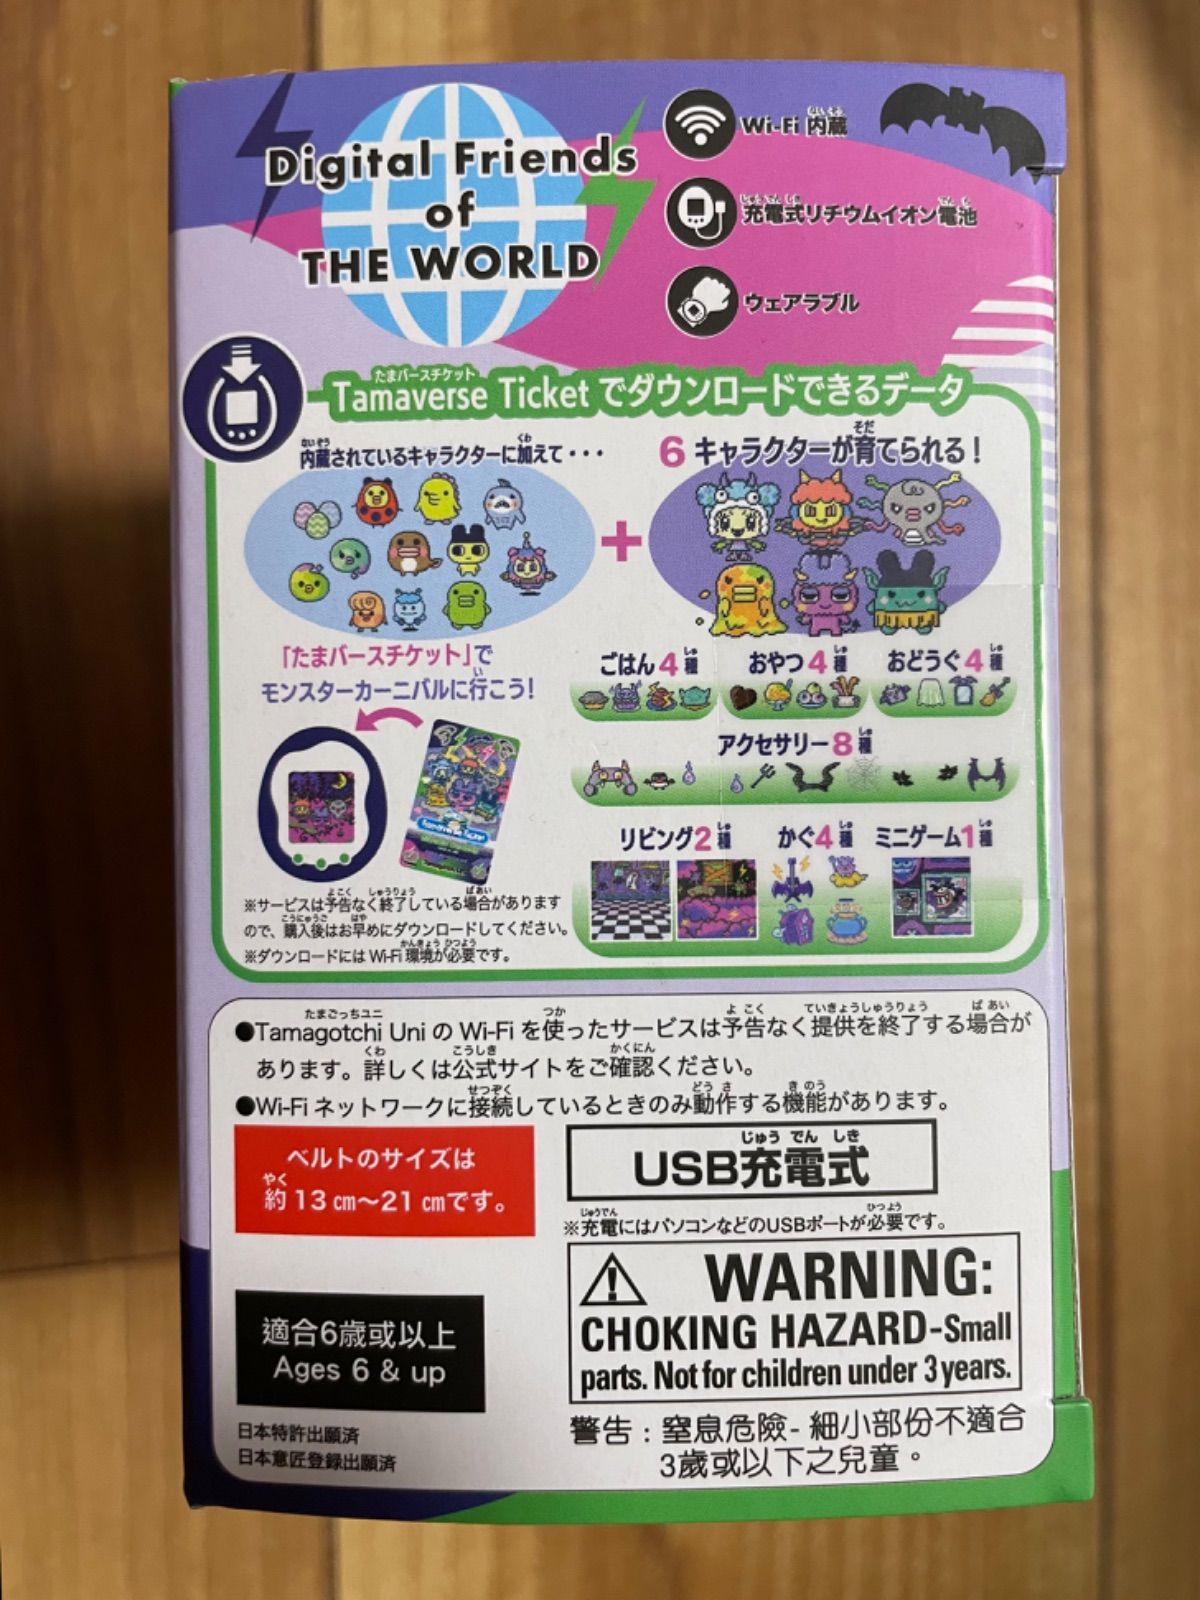 Digital Friends
of
THE WORLD
Wi-Fi 内蔵
充電式リチウムイオン電池
ウェアラブル
Tamaverse Ticket でダウンロードできるデータ
内蔵されているキャラクターに加えて・・・
6 キャラクターが育てられる!
+
「たまバースチケット」で
モンスターカーニバルに行こう!
ごはん4種
おやつ4種
おどうぐ4種
アクセサリー8種
リビング2種
かぐ4種
ミニゲーム1種
Tamaverse Ticket
※サービスは予告なく終了している場合があります
ので、購入後はお早めにダウンロードしてください。
※ダウンロードには Wi-Fi 環境が必要です。
●Tamagotchi Uni の Wi-Fi を使ったサービスは予告なく提供を終了する場合が
あります。詳しくは公式サイトをご確認ください。
●Wi-Fi ネットワークに接続しているときのみ動作する機能があります。
ベルトのサイズは
約 13 cm〜21 cmです。
USB充電式
※充電にはパソコンなどのUSBポートが必要です。
適合6歳或以上
Ages 6 & up
WARNING:
CHOKING HAZARD-Small
parts. Not for children under 3 years.
警告：窒息危險- 細小部份不適合
3歲或以下之兒童。
日本特許出願済
日本意匠登録出願済